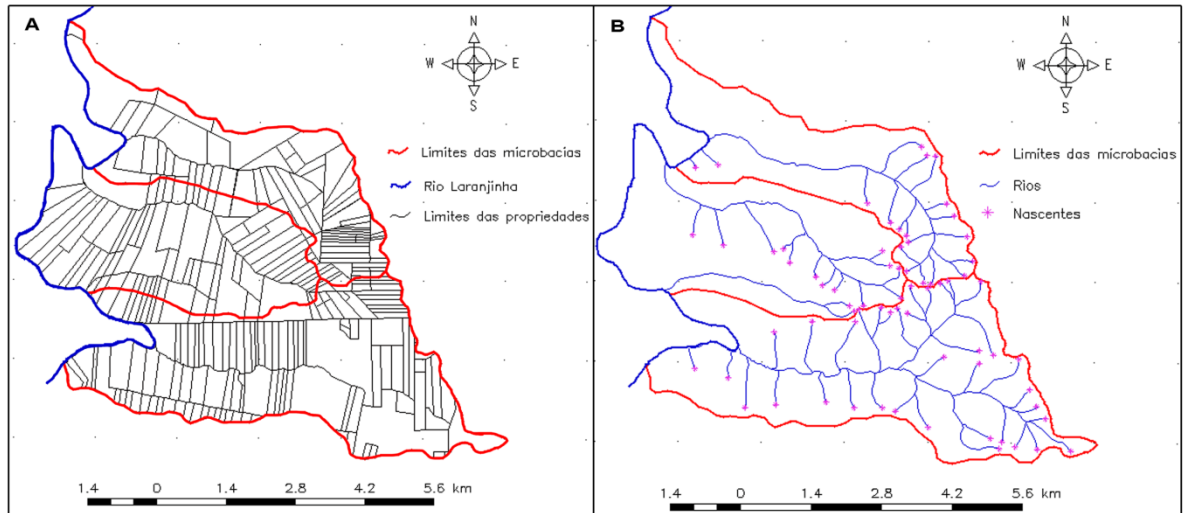 A
N
W E
S
Limites das microbacias
Rio Laranjinha
Limites das propriedades
1.4 0 1.4 2.8 4.2 5.6 km
B
N
W E
S
Limites das microbacias
Rios
Nascentes
1.4 0 1.4 2.8 4.2 5.6 km